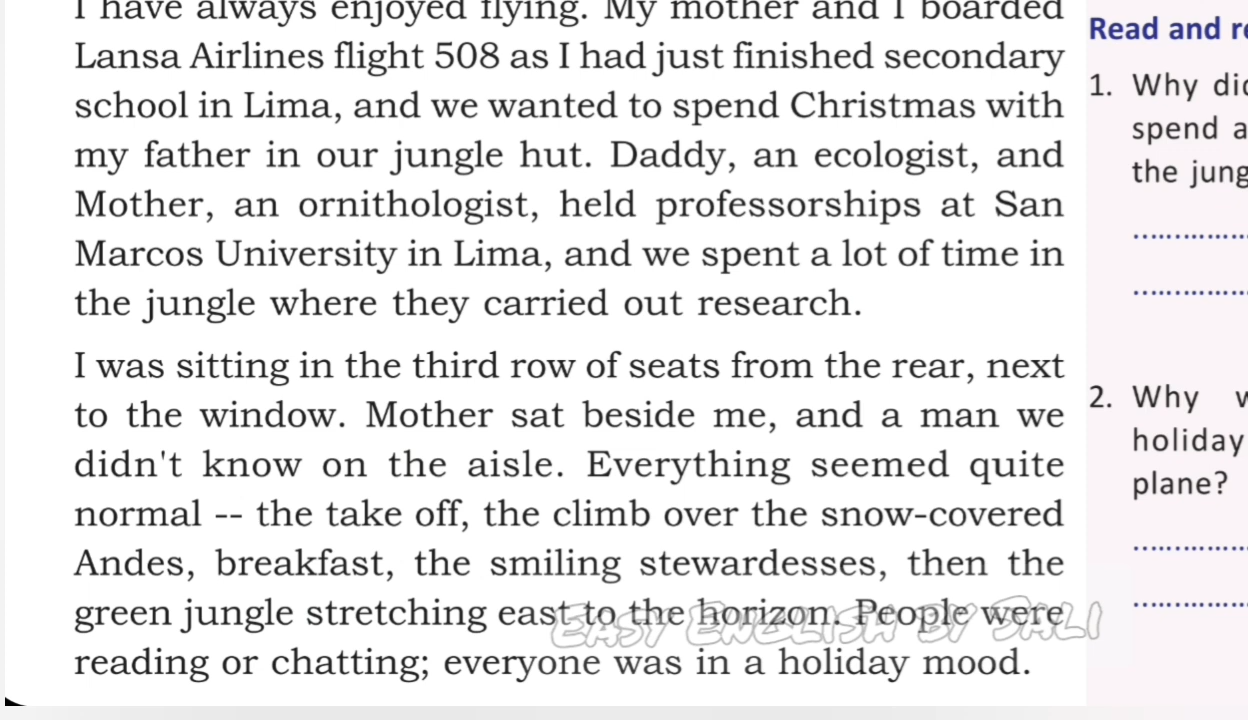 I have always enjoyed flying. My mother and I boarded
Lansa Airlines flight 508 as I had just finished secondary
school in Lima, and we wanted to spend Christmas with
my father in our jungle hut. Daddy, an ecologist, and
Mother, an ornithologist, held professorships at San
Marcos University in Lima, and we spent a lot of time in
the jungle where they carried out research.
I was sitting in the third row of seats from the rear, next
to the window. Mother sat beside me, and a man we
didn't know on the aisle. Everything seemed quite
normal -- the take off, the climb over the snow-covered
Andes, breakfast, the smiling stewardesses, then the
green jungle stretching east to the horizon. People were
reading or chatting; everyone was in a holiday mood.
EASY ENGLISH BY JALI
Read and
1. Why
spend a
the
2. Why
holiday
plane?